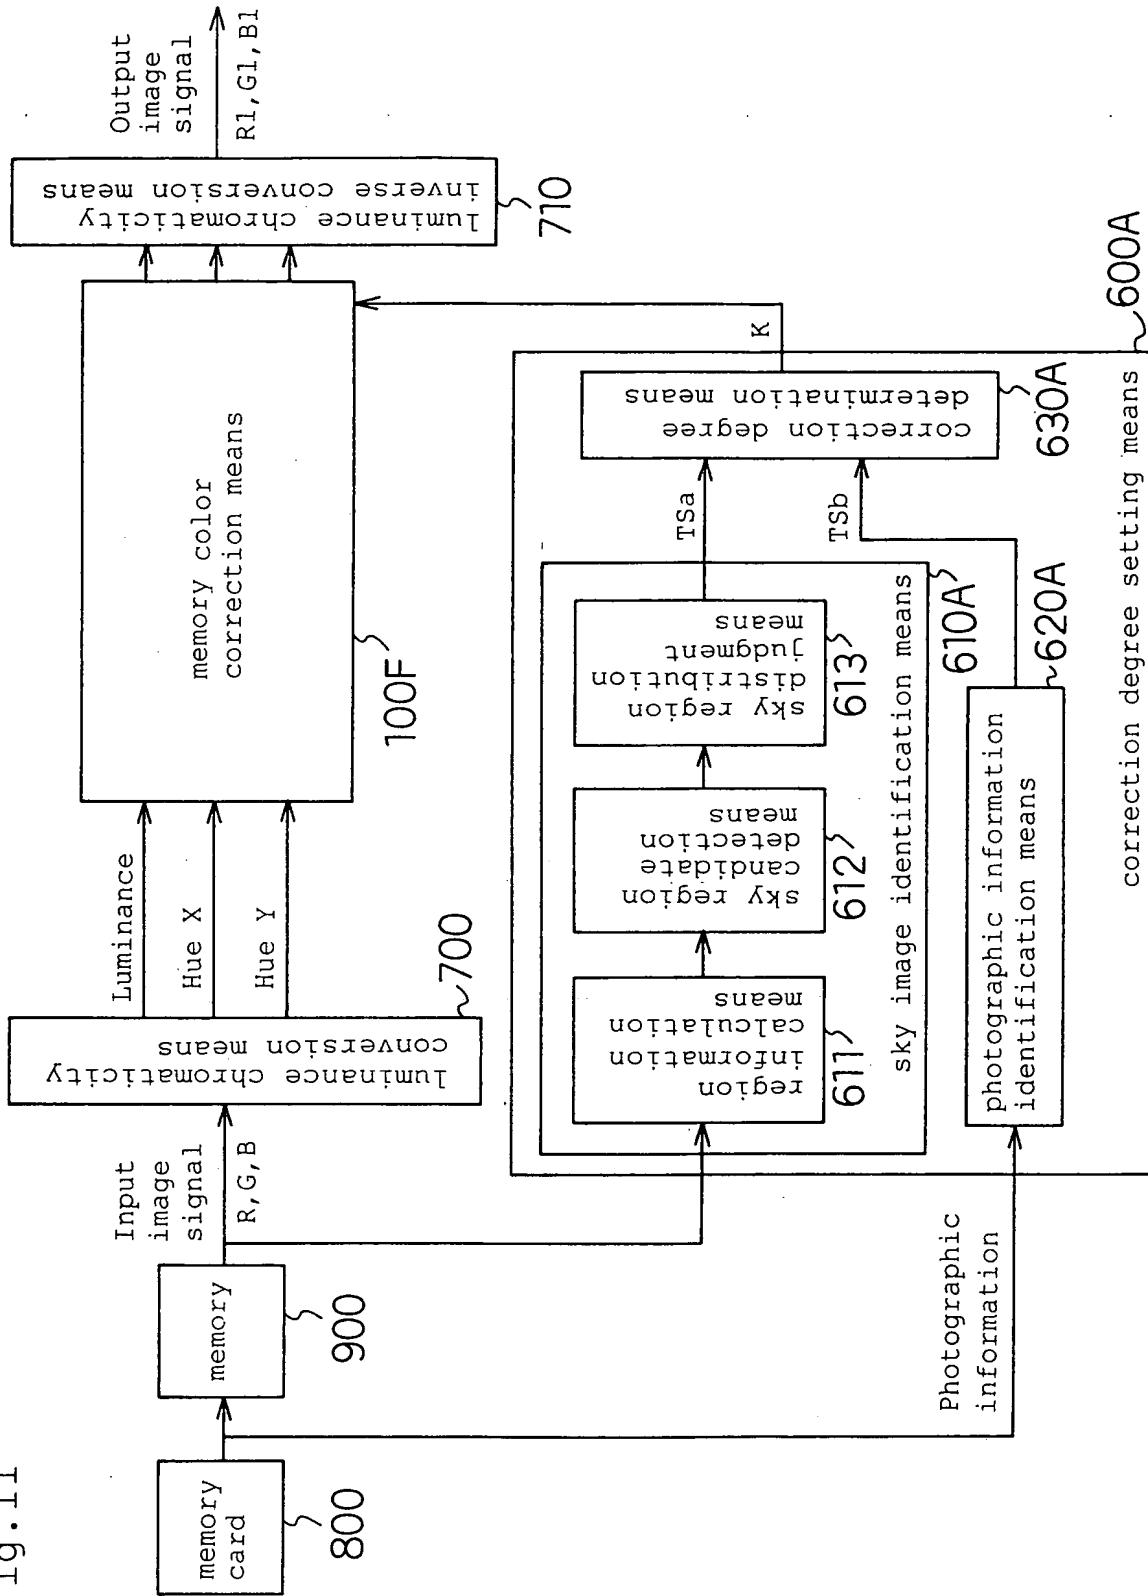 ig.11
memory
card
800
memory
900
Input
image
signal
R,G,B
luminance chromaticity
conversion means
700
Luminance
Hue X
Hue Y
memory color
correction means
100F
luminance chromaticity
inverse conversion means
710
Output
image
signal
R1,G1,B1
Photographic
information
region
information
calculation
means
611
sky region
candidate
detection
means
612
sky region
distribution
judgment
means
613
sky image identification means
610A
photographic information
identification means
620A
TSa
TSb
correction degree
determination means
630A
K
correction degree setting means
600A